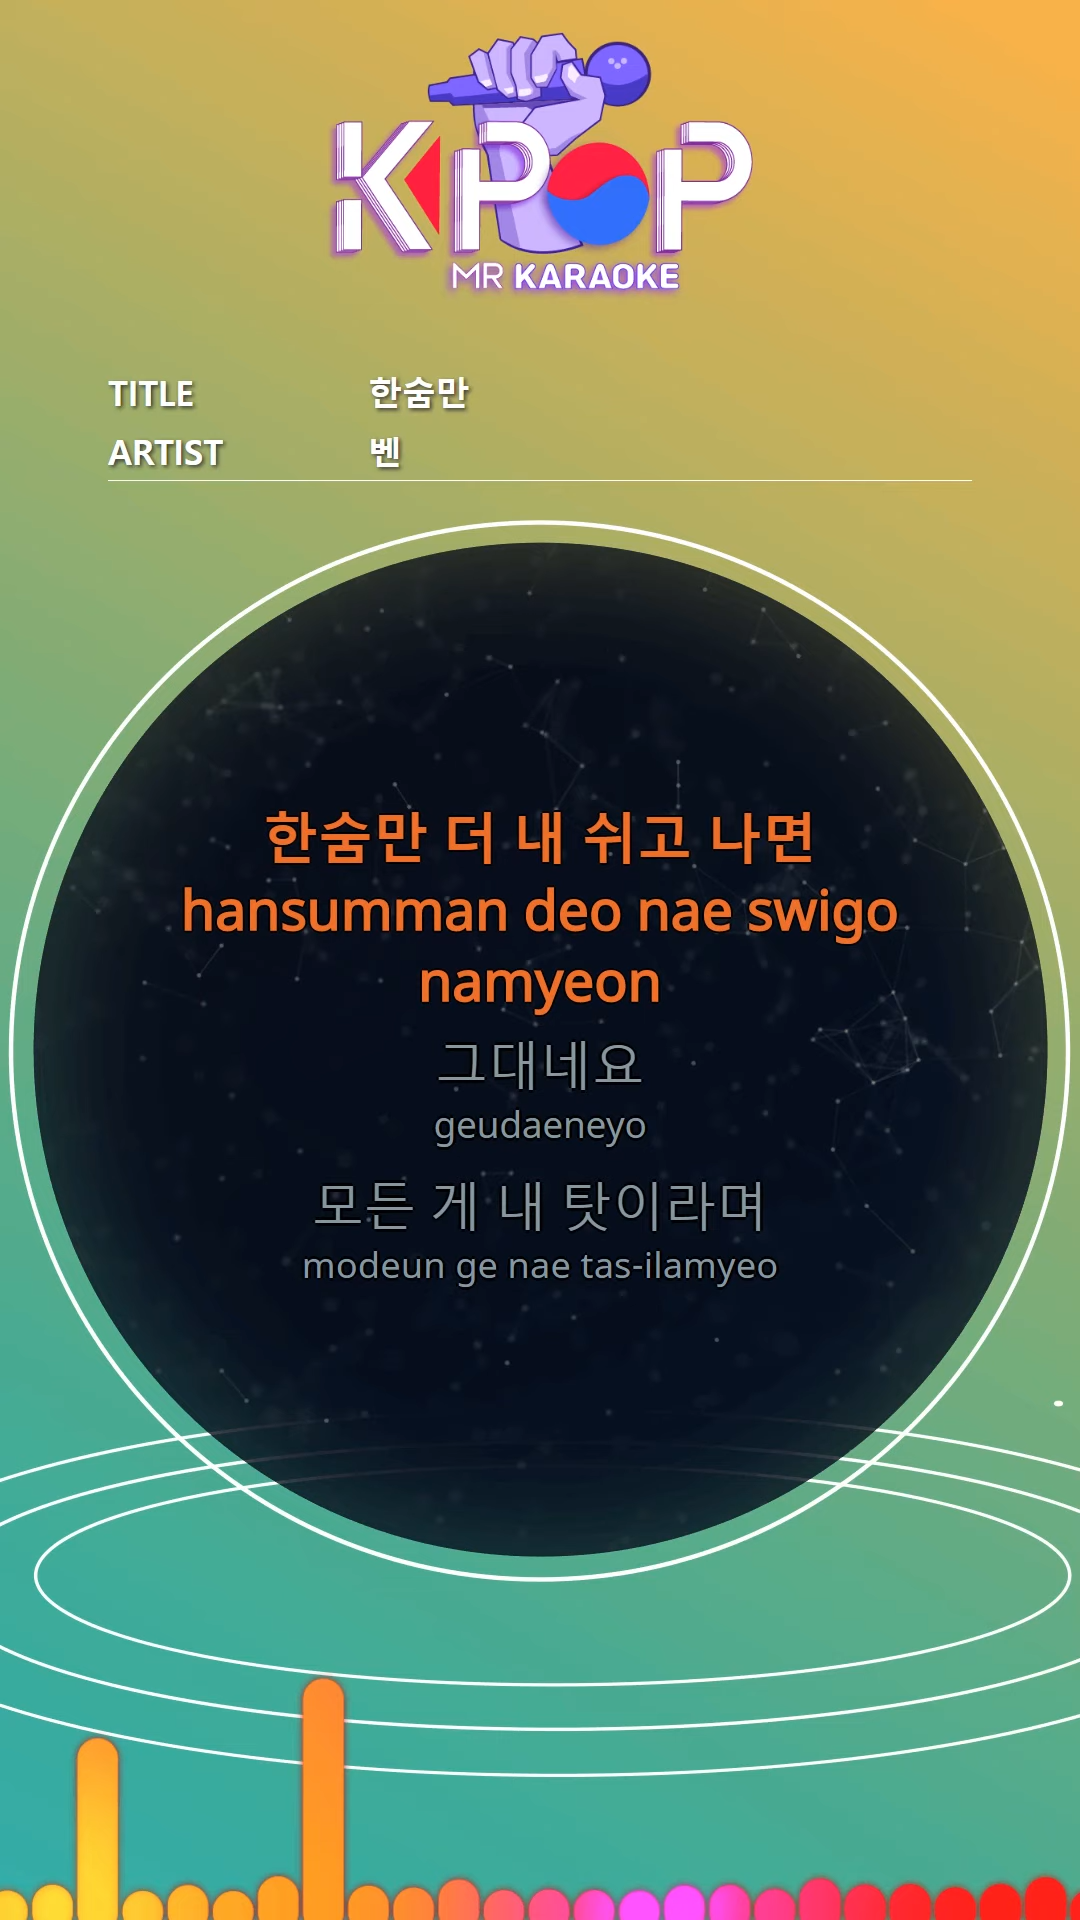 KPOP
MR KARAOKE
TITLE 한숨만
ARTIST 벤
한숨만 더 내 쉬고 나면
hansumman deo nae swigo
namyeon
그대네요
geudaeneyo
모든 게 내 탓이라며
modeun ge nae tas-ilamyeo